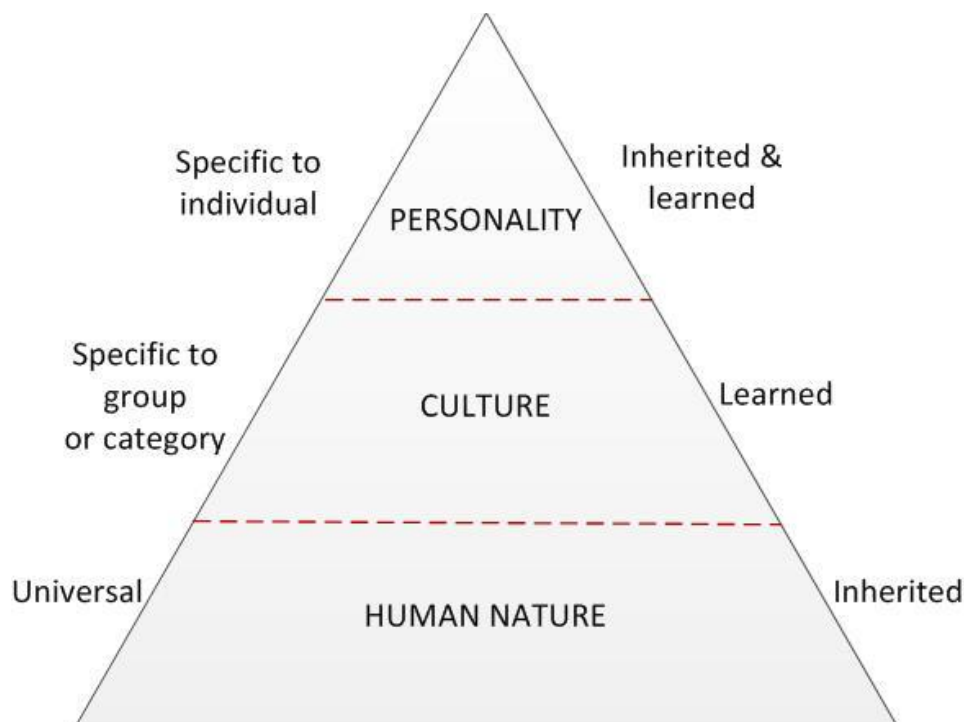 Specific to
individual
PERSONALITY
Inherited &
learned
Specific to
group
or category
CULTURE
Learned
Universal
HUMAN NATURE
Inherited